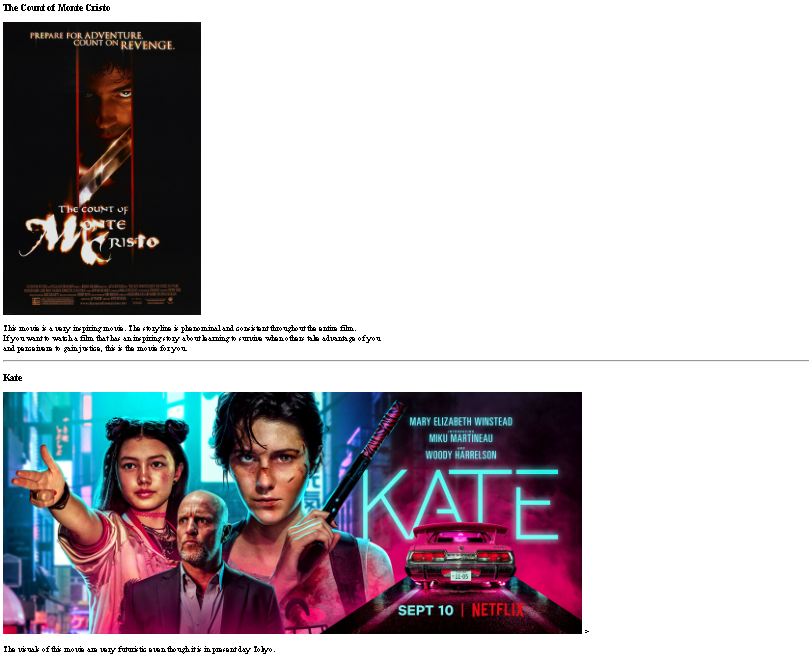 The Count of Monte Cristo
PREPARE FOR ADVENTURE.
COUNT ON REVENGE.
THE COUNT OF
MONTE
CRISTO
This movie is a very inspiring movie. The storyline is phenominal and consistent throughout the entire film.
If you want to watch a film that has an inspiring story about learning to survive when others take advantage of you
and perceivere to gain justice, this is the movie for you.
Kate
MARY ELIZABETH WINSTEAD
MIKU MARTINEAU
WOODY HARRELSON
KATE
SEPT 10 | NETFLIX
>
The visuals of this movie are very futuristic even though it is in present day Tokyo.